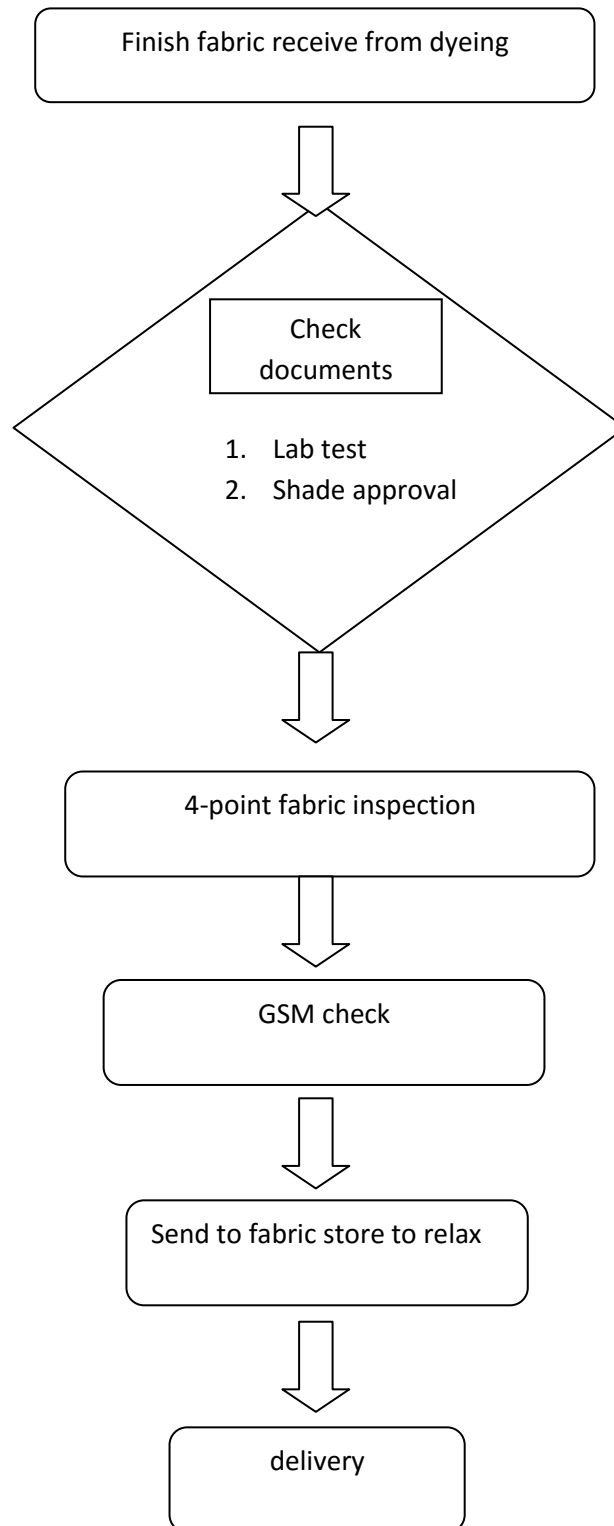 Finish fabric receive from dyeing
Check
documents
1. Lab test
2. Shade approval
4-point fabric inspection
GSM check
Send to fabric store to relax
delivery